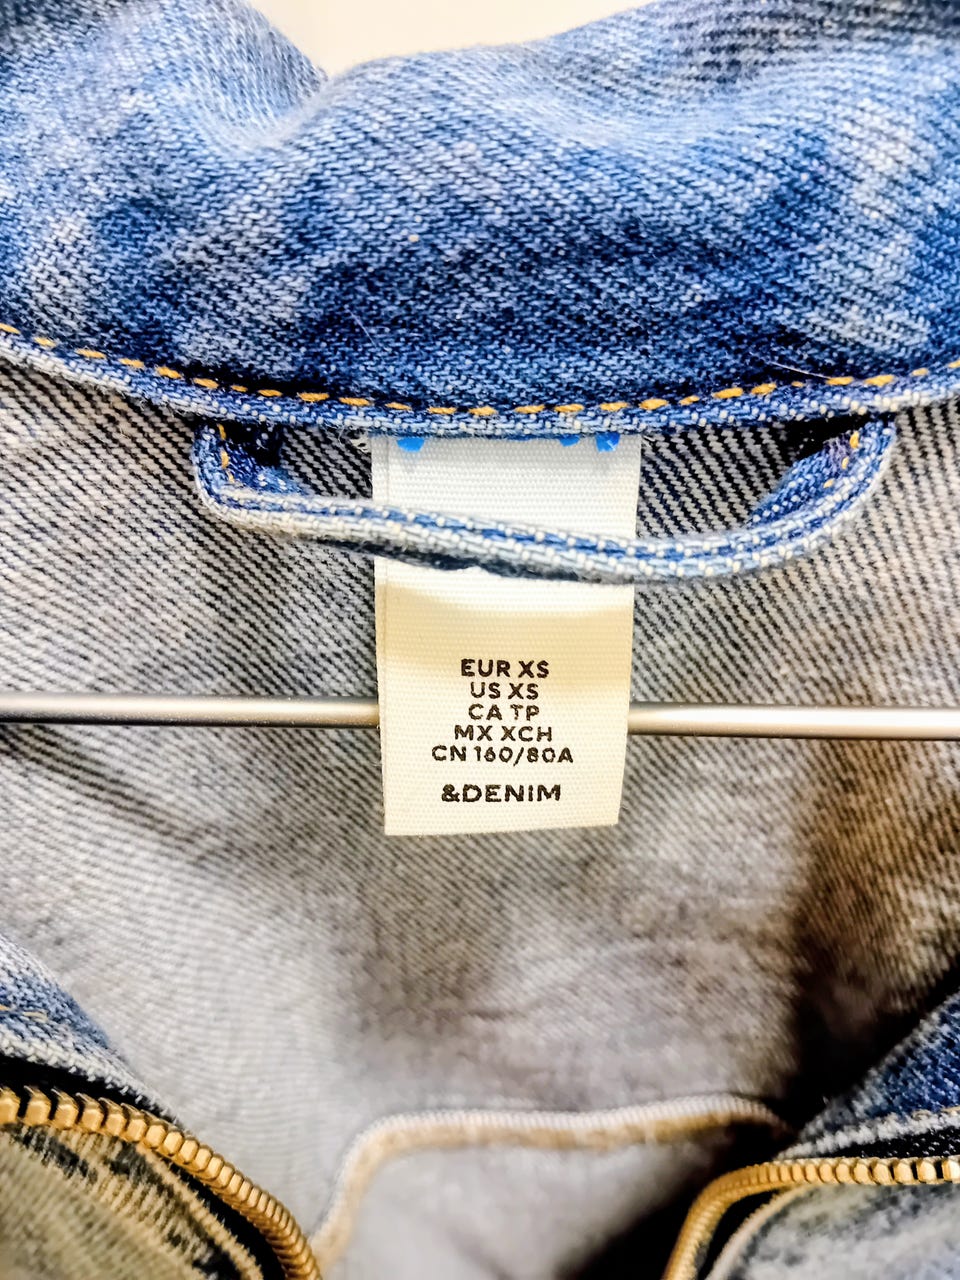 EUR XS
US XS
CA TP
MX XCH
CN 160/80A
&DENIM